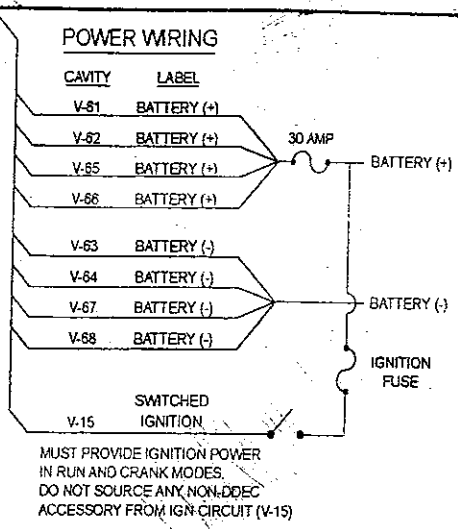 POWER WIRING
CAVITY LABEL
V-61 BATTERY (+)
V-62 BATTERY (+)
V-65 BATTERY (+)
V-66 BATTERY (+)
30 AMP
BATTERY (+)
V-63 BATTERY (-)
V-64 BATTERY (-)
V-67 BATTERY (-)
V-68 BATTERY (-)
BATTERY (-)
IGNITION
FUSE
SWITCHED
V-15 IGNITION
MUST PROVIDE IGNITION POWER
IN RUN AND CRANK MODES.
DO NOT SOURCE ANY NON-DDEC
ACCESSORY FROM IGN CIRCUIT (V-15)